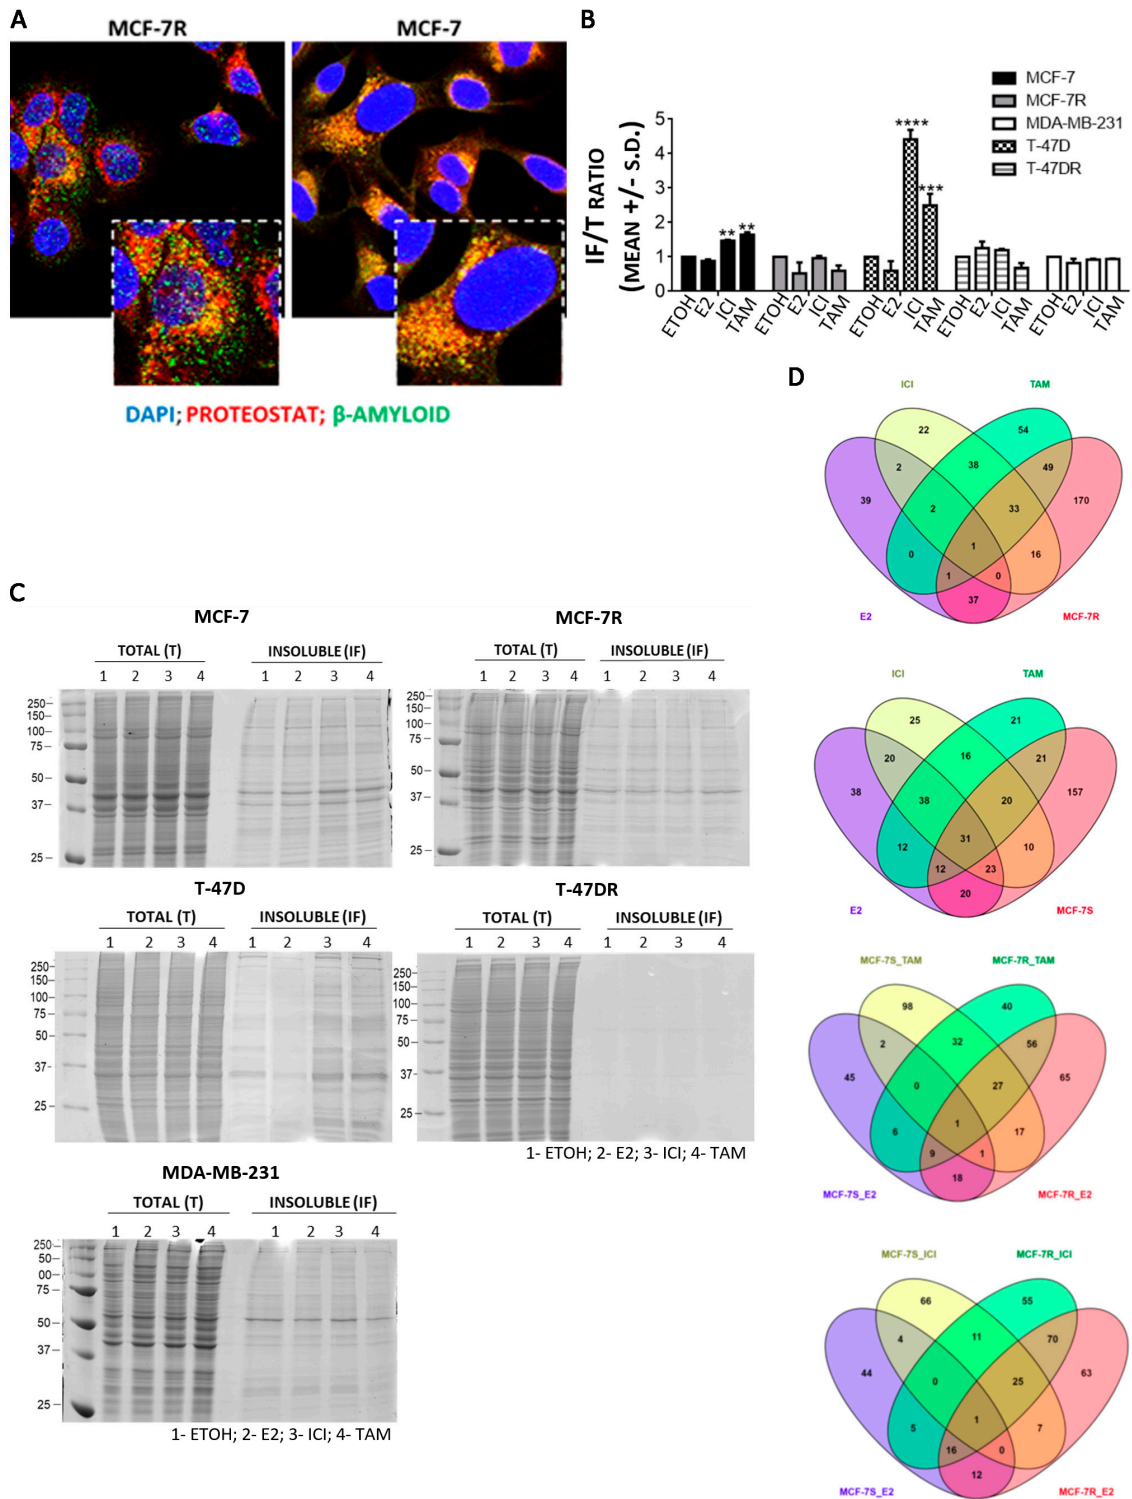 A
MCF-7R
MCF-7
DAPI; PROTEOSTAT; β-AMYLOID
B
MCF-7
MCF-7R
MDA-MB-231
T-47D
T-47DR
IF/T RATIO
(MEAN +/- S.D.)
5
4
3
2
1
0
** ** **** ***
ETOH E2 ICI TAM ETOH E2 ICI TAM ETOH E2 ICI TAM ETOH E2 ICI TAM ETOH E2 ICI TAM
C
MCF-7
TOTAL (T) INSOLUBLE (IF)
1 2 3 4 1 2 3 4
250
150
100
75
50
37
25
MCF-7R
TOTAL (T) INSOLUBLE (IF)
1 2 3 4 1 2 3 4
250
150
100
75
50
37
25
T-47D
TOTAL (T) INSOLUBLE (IF)
1 2 3 4 1 2 3 4
250
150
100
75
50
37
25
T-47DR
TOTAL (T) INSOLUBLE (IF)
1 2 3 4 1 2 3 4
250
150
100
75
50
37
25
1- ETOH; 2- E2; 3- ICI; 4- TAM
MDA-MB-231
TOTAL (T) INSOLUBLE (IF)
1 2 3 4 1 2 3 4
250
50
00
75
50
37
25
1- ETOH; 2- E2; 3- ICI; 4- TAM
D
ICI TAM
22 54
2 38 49
39 2 33 170
0 1 16
1 0
37
E2 MCF-7R
ICI TAM
25 21
20 16 21
38 38 20 157
12 31 10
12 23
20
E2 MCF-7S
MCF-7S_TAM MCF-7R_TAM
98 40
2 32 56
45 0 27 65
6 1 17
9 1
18
MCF-7S_E2 MCF-7R_E2
MCF-7S_ICI MCF-7R_ICI
66 55
4 11 70
44 0 25 63
5 1 7
16 0
12
MCF-7S_E2 MCF-7R_E2